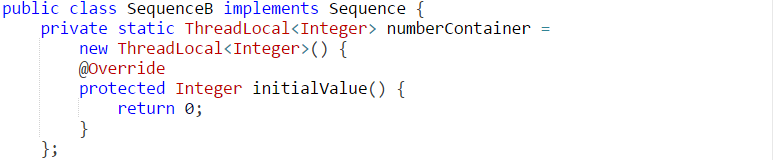 public class SequenceB implements Sequence {
    private static ThreadLocal<Integer> numberContainer =
        new ThreadLocal<Integer>() {
        @Override
        protected Integer initialValue() {
            return 0;
        }
    };